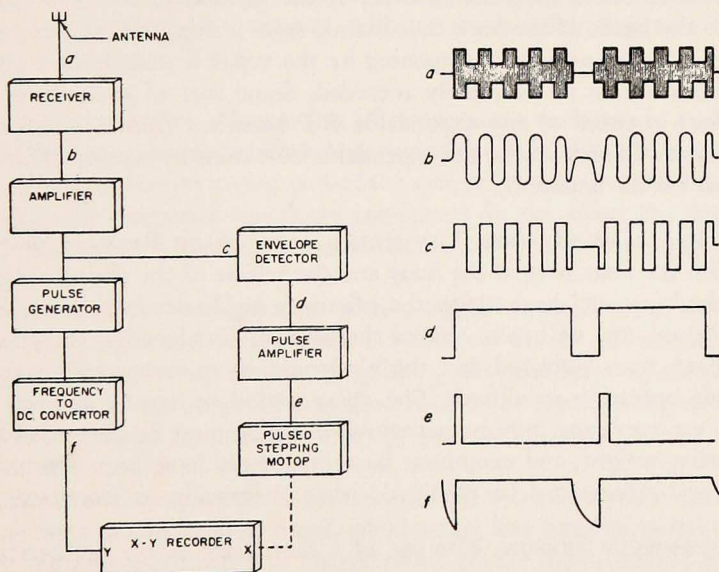 ANTENNA
a
RECEIVER
b
AMPLIFIER
c
ENVELOPE
DETECTOR
PULSE
GENERATOR
d
PULSE
AMPLIFIER
FREQUENCY
TO
DC. CONVERTOR
e
f
PULSED
STEPPING
MOTOP
Y
X-Y RECORDER
X
a
b
c
d
e
f